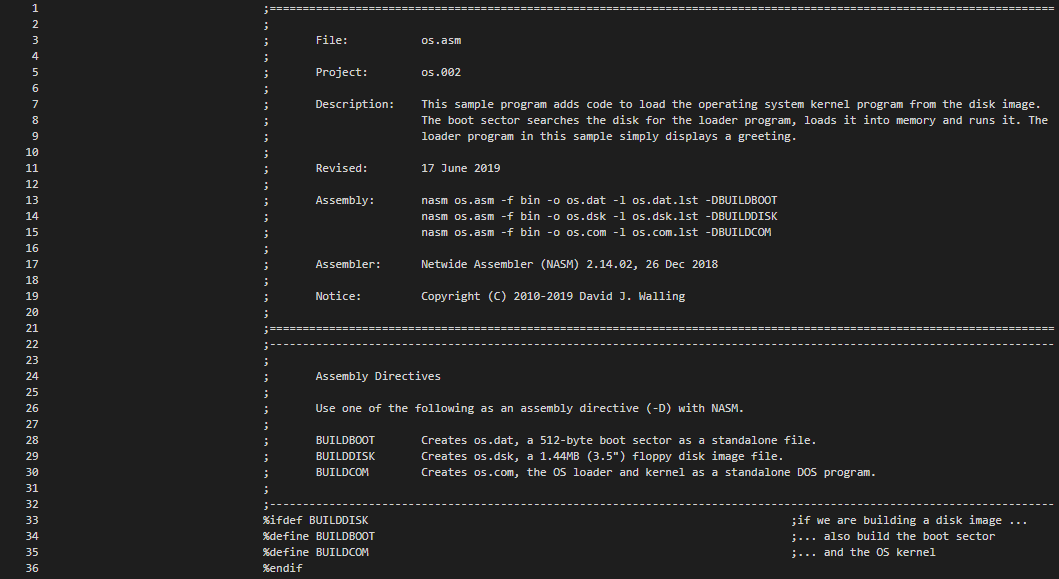 1 ;=======================================================================================================================
2 ;
3 ;       File:           os.asm
4 ;
5 ;       Project:        os.002
6 ;
7 ;       Description:    This sample program adds code to load the operating system kernel program from the disk image.
8 ;                       The boot sector searches the disk for the loader program, loads it into memory and runs it. The
9 ;                       loader program in this sample simply displays a greeting.
10 ;
11 ;       Revised:        17 June 2019
12 ;
13 ;       Assembly:       nasm os.asm -f bin -o os.dat -l os.dat.lst -DBUILDBOOT
14 ;                       nasm os.asm -f bin -o os.dsk -l os.dsk.lst -DBUILDDISK
15 ;                       nasm os.asm -f bin -o os.com -l os.com.lst -DBUILDCOM
16 ;
17 ;       Assembler:      Netwide Assembler (NASM) 2.14.02, 26 Dec 2018
18 ;
19 ;       Notice:         Copyright (C) 2010-2019 David J. Walling
20 ;
21 ;=======================================================================================================================
22 ;-----------------------------------------------------------------------------------------------------------------------
23 ;
24 ;       Assembly Directives
25 ;
26 ;       Use one of the following as an assembly directive (-D) with NASM.
27 ;
28 ;       BUILDBOOT       Creates os.dat, a 512-byte boot sector as a standalone file.
29 ;       BUILDDISK       Creates os.dsk, a 1.44MB (3.5") floppy disk image file.
30 ;       BUILDCOM        Creates os.com, the OS loader and kernel as a standalone DOS program.
31 ;
32 ;-----------------------------------------------------------------------------------------------------------------------
33 %ifdef BUILDDISK                                                                ;if we are building a disk image ...
34 %define BUILDBOOT                                                               ;... also build the boot sector
35 %define BUILDCOM                                                                ;... and the OS kernel
36 %endif